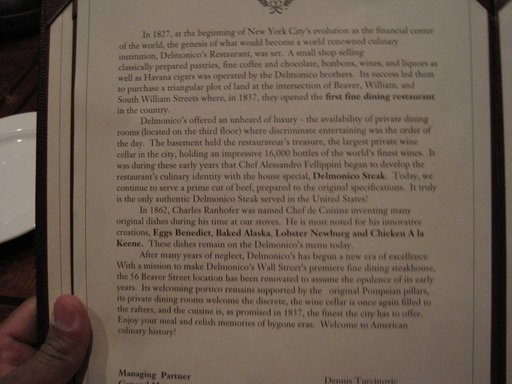 In 1827, at the beginning of New York City's evolution as the financial center
of the world, the genesis of what would become a world renowned culinary
institution, Delmonico's Restaurant, was set. A small shop selling
classically prepared pastries, fine coffee and chocolate, bonbons, wines, and liquors as
well as Havana cigars was operated by the Delmonico brothers. Its success led them
to purchase a triangular plot of land at the intersection of Beaver, William, and
South William Streets where, in 1837, they opened the first fine dining restaurant
in the country.
Delmonico's offered an unheard of luxury - the availability of private dining
rooms (located on the third floor) where discriminate entertaining was the order of
the day. The basement held the restaurateur's treasure, the largest private wine
cellar in the city, holding an impressive 16,000 bottles of the world's finest wines. It
was during these early years that Chef Alessandro Fellippini began to develop the
restaurant's culinary identity with the house special, Delmonico Steak. Today, we
continue to serve a prime cut of beef, prepared to the original specifications. It truly
is the only authentic Delmonico Steak served in the United States!
In 1862, Charles Ranhofer was named Chef de Cuisine inventing many
original dishes during his time at our stoves. He is most noted for his innovative
creations, Eggs Benedict, Baked Alaska, Lobster Newburg and Chicken A la
Keene. These dishes remain on the Delmonico's menu today.
After many years of neglect, Delmonico's has begun a new era of excellence.
With a mission to make Delmonico's Wall Street's premiere fine dining steakhouse,
the 56 Beaver Street location has been renovated to assume the opulence of its early
years. Its welcoming portico remains supported by the original Pompeian pillars,
its private dining rooms welcome the discrete, the wine cellar is once again filled to
the rafters, and the cuisine is, as promised in 1837, the finest the city has to offer.
Enjoy your meal and relish memories of bygone eras. Welcome to American
culinary history!
Managing Partner
Dennis Turcinovic
General